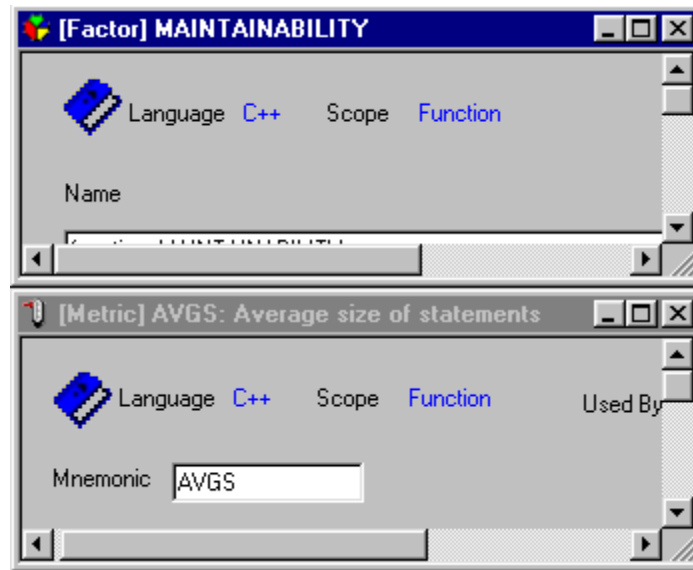 [Factor] MAINTAINABILITY
Language C++ Scope Function
Name
[Metric] AVGS: Average size of statements
Language C++ Scope Function Used By
Mnemonic AVGS